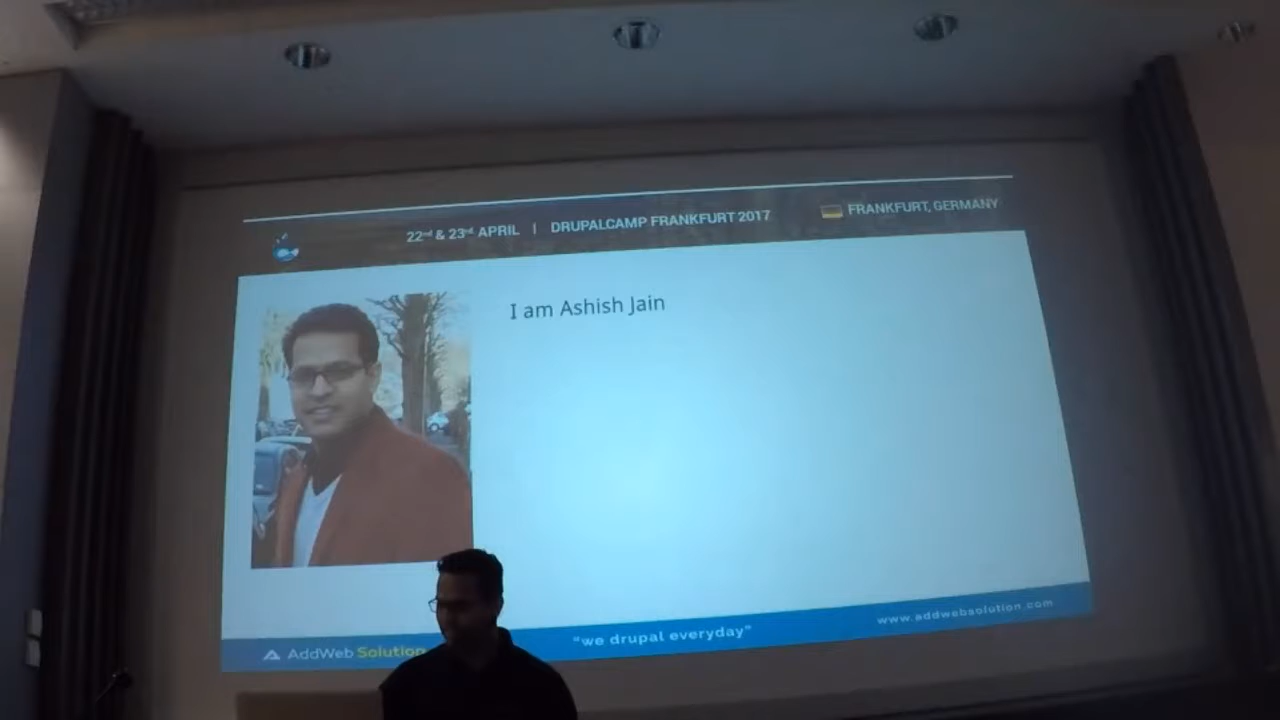 22nd & 23rd APRIL | DRUPALCAMP FRANKFURT 2017
FRANKFURT, GERMANY
I am Ashish Jain
AddWeb Solution
"we drupal everyday"
www.addwebsolution.com